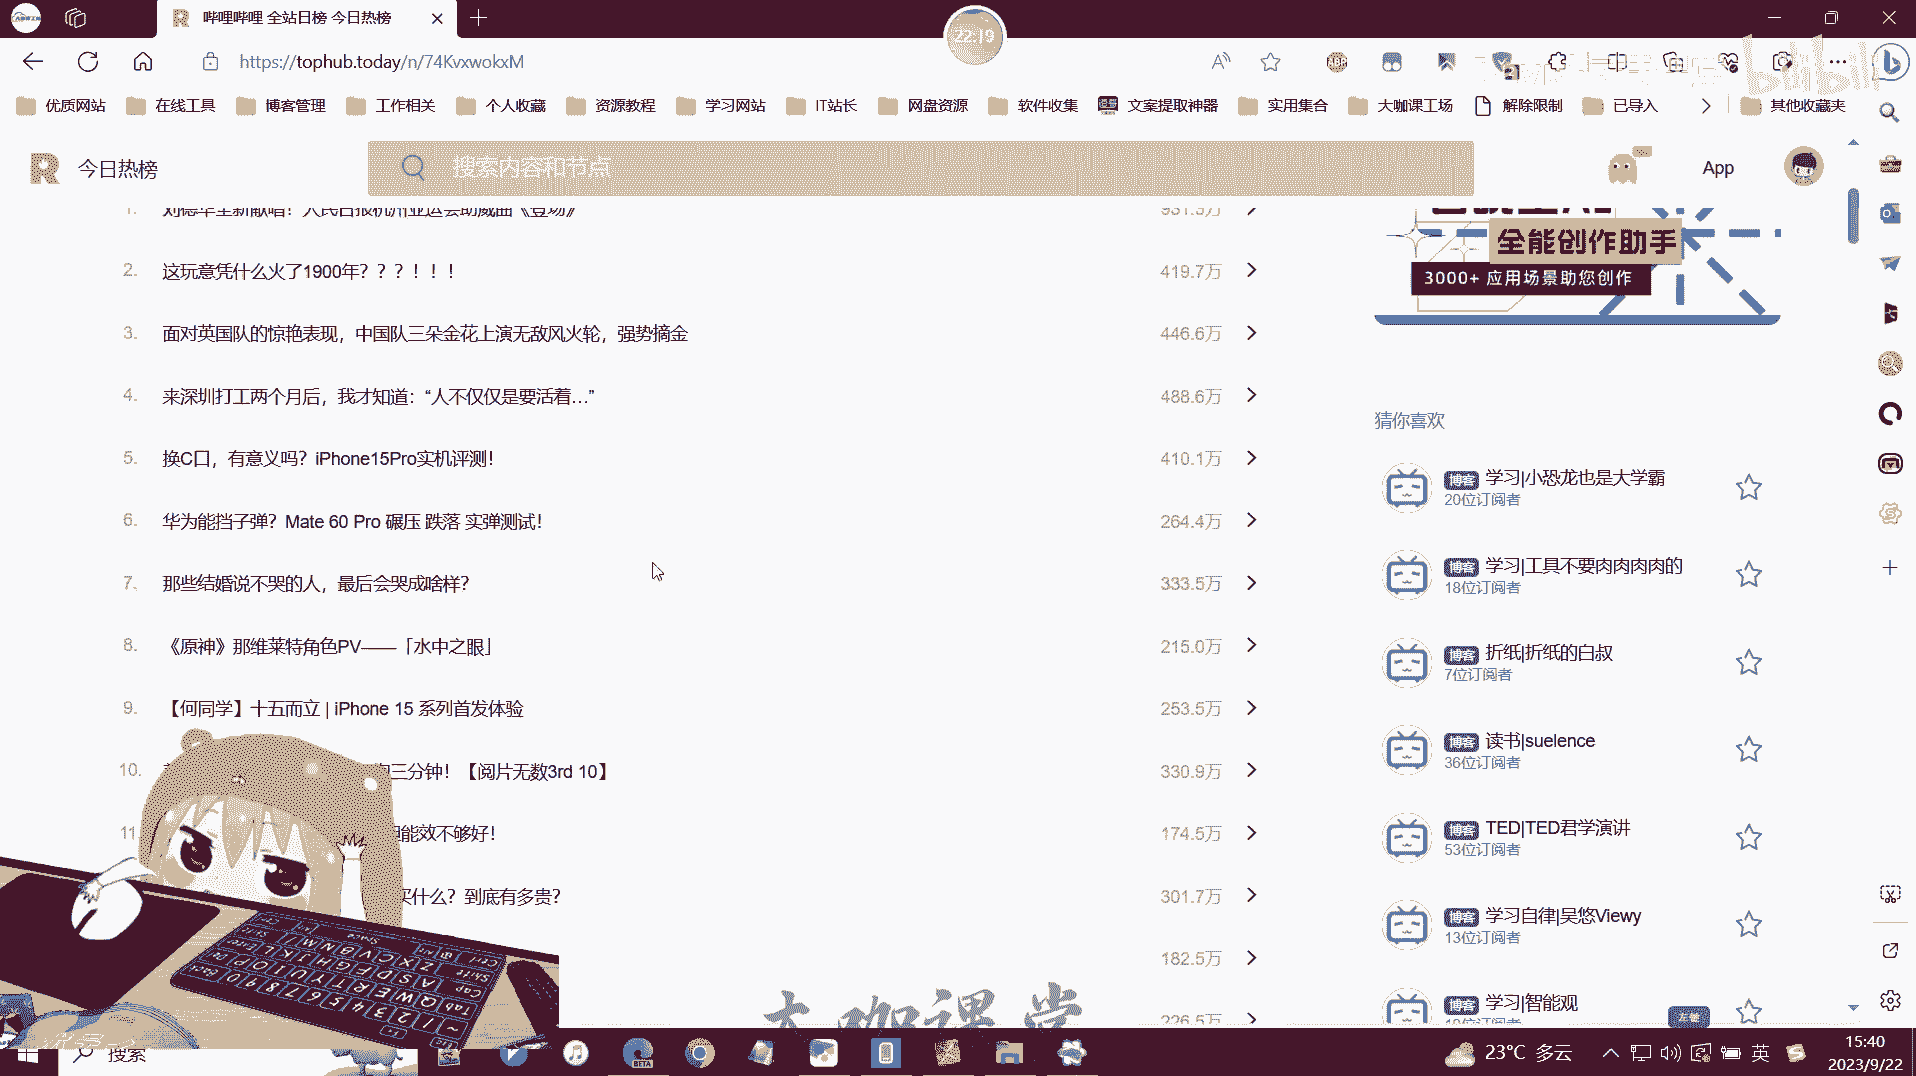 哔哩哔哩 全站日榜 今日热榜
22:19
https://tophub.today/n/74KvxwokxM
优质网站
在线工具
博客管理
工作相关
个人收藏
资源教程
学习网站
IT站长
网盘资源
软件收集
文案提取神器
实用集合
大咖课工场
解除限制
已导入
其他收藏夹
今日热榜
搜索内容和节点
App
1. 刘德华全新献唱！人民日报杭州亚运会助威曲《登场》 931.3万
2. 这玩意凭什么火了1900年？？？！！！ 419.7万
3. 面对英国队的惊艳表现，中国队三朵金花上演无敌风火轮，强势摘金 446.6万
4. 来深圳打工两个月后，我才知道：“人不仅仅是要活着...” 488.6万
5. 换C口，有意义吗？iPhone15Pro实机评测！ 410.1万
6. 华为能挡子弹？Mate 60 Pro 碾压 跌落 实弹测试！ 264.4万
7. 那些结婚说不哭的人，最后会哭成啥样？ 333.5万
8. 《原神》那维莱特角色PV——「水中之眼」 215.0万
9. 【何同学】十五而立 | iPhone 15 系列首发体验 253.5万
10. 三分钟！【阅片无数3rd 10】 330.9万
11. 能效不够好！ 174.5万
买什么？到底有多贵？ 301.7万
182.5万
226.5万
全能创作助手
3000+ 应用场景助您创作
猜你喜欢
博客 学习|小恐龙也是大学霸
20位订阅者
博客 学习|工具不要肉肉肉肉的
18位订阅者
博客 折纸|折纸的白叔
7位订阅者
博客 读书|suelence
36位订阅者
博客 TED|TED君学演讲
53位订阅者
博客 学习自律|吴悠Viewy
13位订阅者
博客 学习|智能观
大咖课堂
搜索
BETA
23°C 多云
英
15:40
2023/9/22